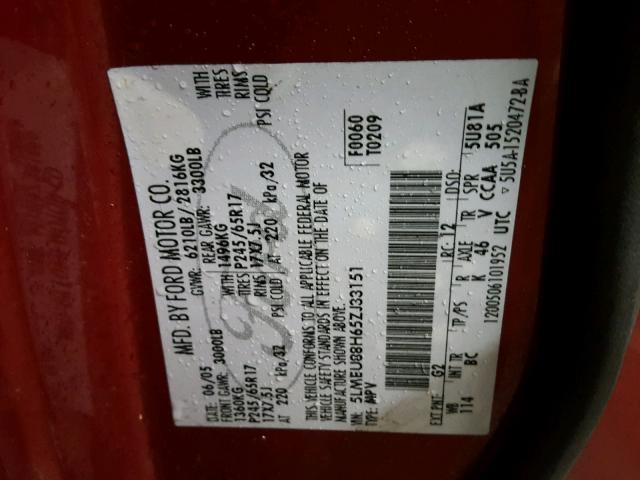 MFD. BY FORD MOTOR CO.
DATE: 06/05 GVWR: 6210LB/2816KG
FRONT GAWR: 3000LB REAR GAWR: 3300LB
1360KG WITH 1496KG WITH
P245/65R17 TIRES P245/65R17 TIRES
17X7.5J RIMS 17X7.5J RIMS
AT 220 kPa/32 PSI COLD AT 220 kPa/32 PSI COLD
THIS VEHICLE CONFORMS TO ALL APPLICABLE FEDERAL MOTOR
VEHICLE SAFETY STANDARDS IN EFFECT ON THE DATE OF
MANUFACTURE SHOWN ABOVE.
VIN: 5LMEU68H65ZJ33151 F0060
TYPE: MPV T0209
EXT PNT: G2 RC: 12 DSO:
WB INT TR TP/PS R AXLE TR SPR 5U81A
114 BC K 46 V CCAA 505
1200506101952 UTC ▽ 5U5A-1520472-BA
Ford